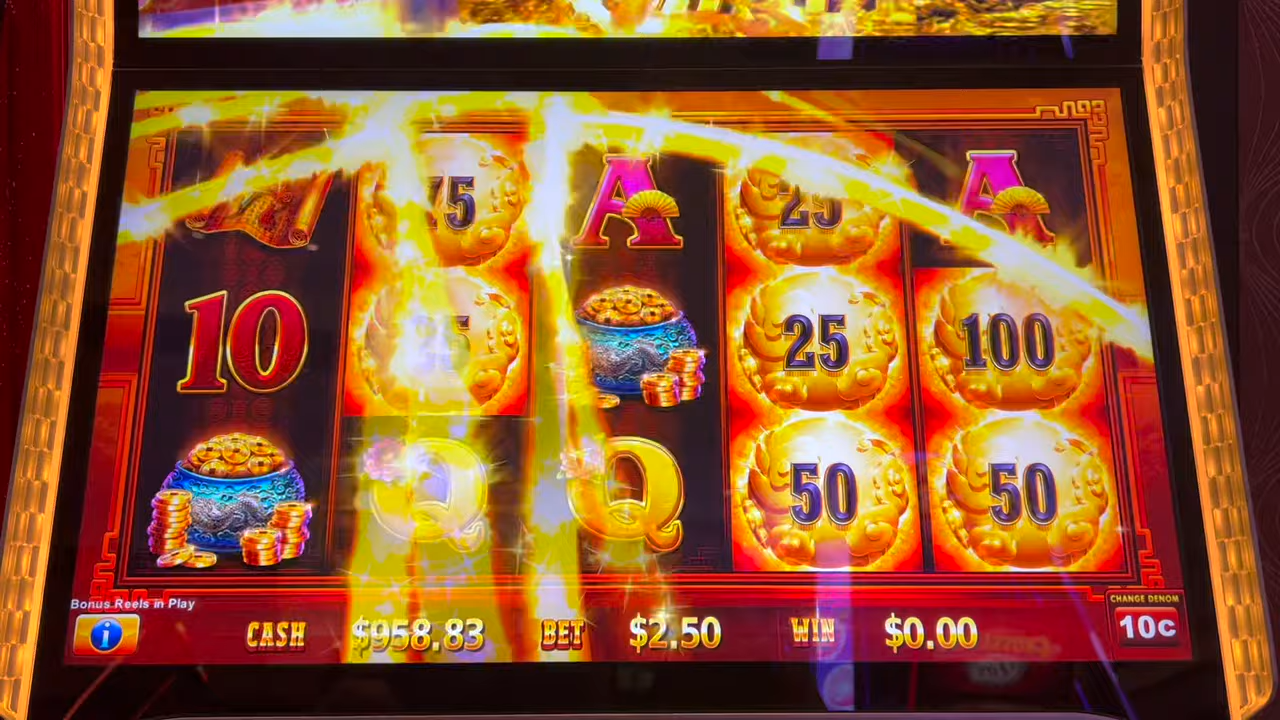 75 A 25 A
10 25 100
Q Q 50 50
Bonus Reels in Play
CHANGE DENOM
i CASH $958.83 BET $2.50 WIN $0.00 10c